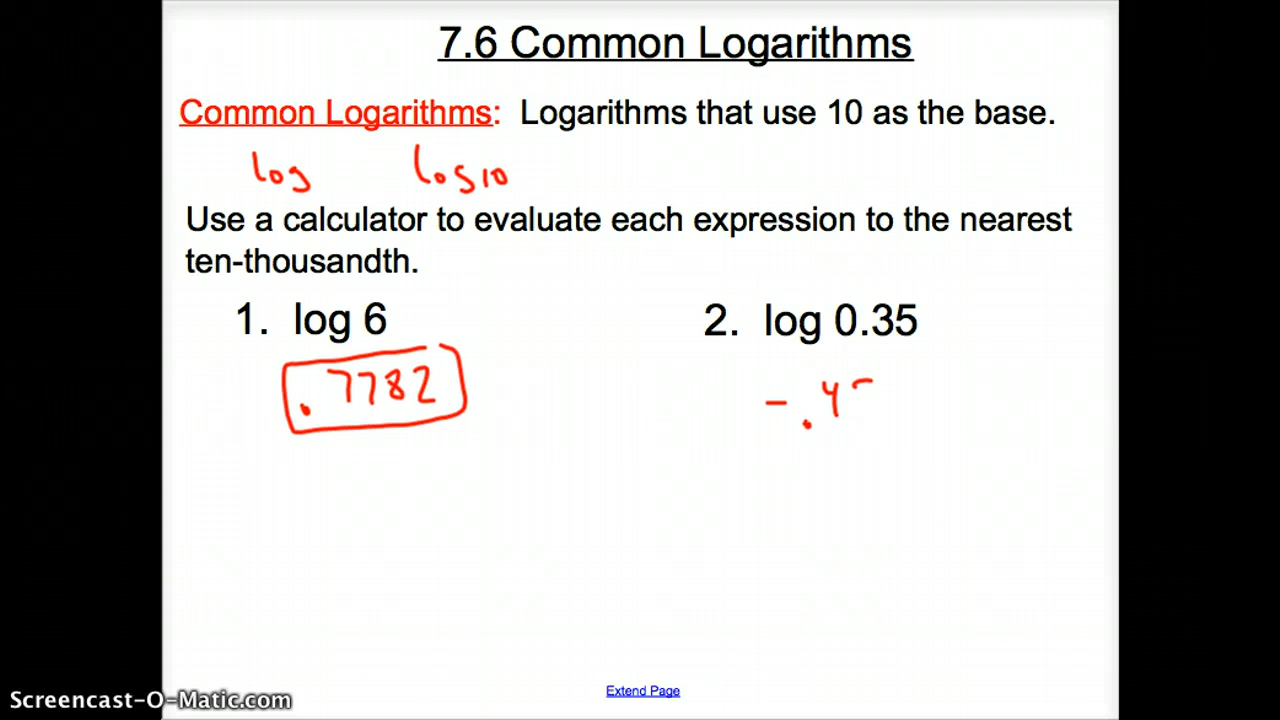 7.6 Common Logarithms
Common Logarithms: Logarithms that use 10 as the base.
log log10
Use a calculator to evaluate each expression to the nearest
ten-thousandth.
1. log 6 2. log 0.35
.7782 -.4
Extend Page
Screencast-O-Matic.com